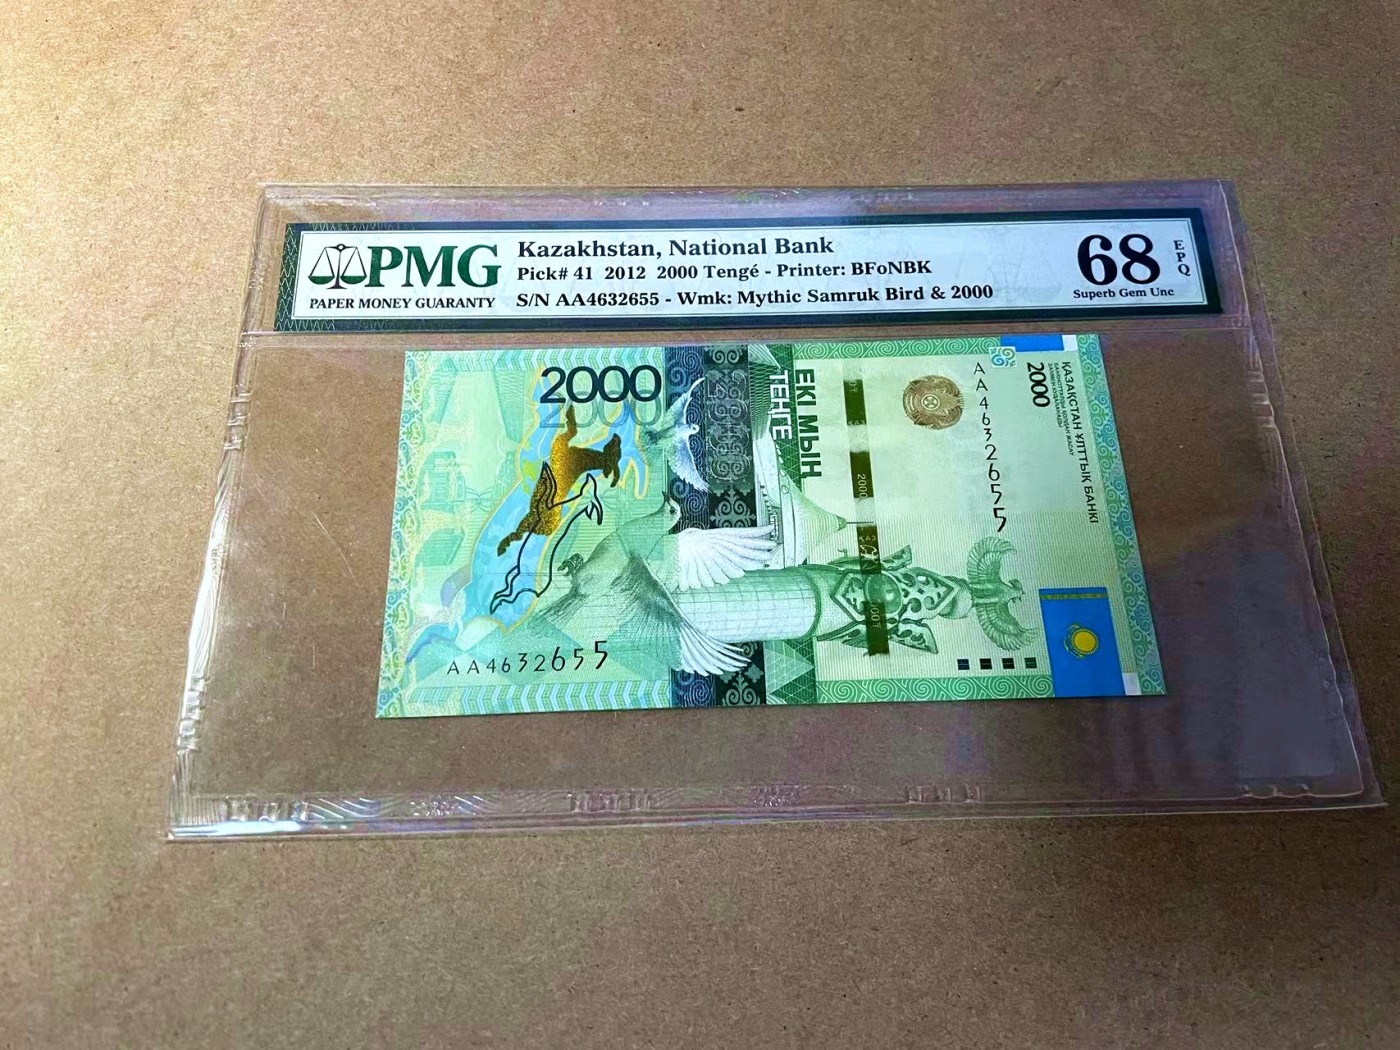 PMG
PAPER MONEY GUARANTY
Kazakhstan, National Bank
Pick# 41 2012 2000 Tengé - Printer: BFoNBK
S/N AA4632655 - Wmk: Mythic Samruk Bird & 2000
68
EPQ
Superb Gem Unc
2000
AA4632655
ЕКІ МЫҢ
ТЕҢГЕ
2000
AA4632655
ҚАЗАҚСТАН ҰЛТТЫҚ БАНКІ
2000